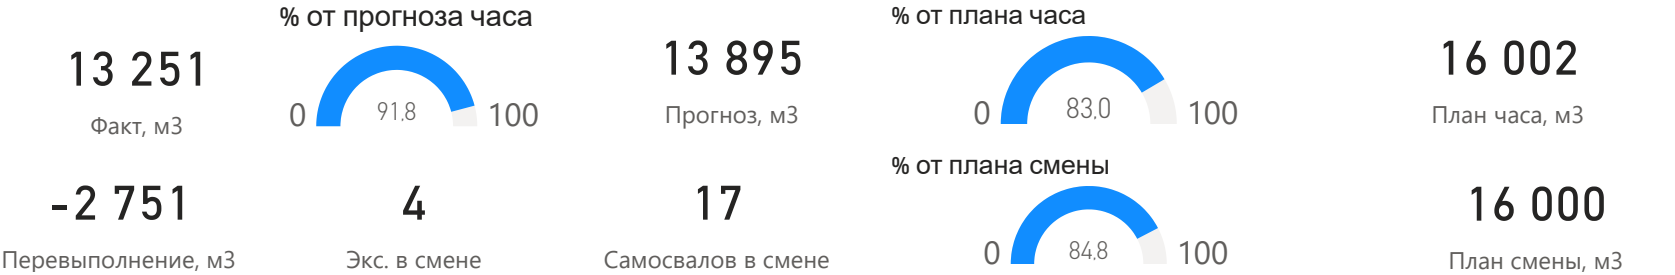 % от прогноза часа
% от плана часа
13 251
Факт, м3
0
91,8
100
13 895
Прогноз, м3
0
83,0
100
16 002
План часа, м3
% от плана смены
-2 751
Перевыполнение, м3
4
Экс. в смене
17
Самосвалов в смене
0
84,8
100
16 000
План смены, м3